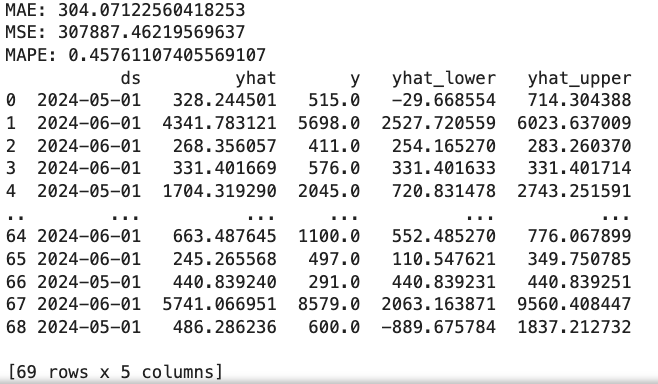 MAE: 304.07122560418253
MSE: 307887.46219569637
MAPE: 0.45761107405569107
ds yhat y yhat_lower yhat_upper
0 2024-05-01 328.244501 515.0 -29.668554 714.304388
1 2024-06-01 4341.783121 5698.0 2527.720559 6023.637009
2 2024-06-01 268.356057 411.0 254.165270 283.260370
3 2024-06-01 331.401669 576.0 331.401633 331.401714
4 2024-05-01 1704.319290 2045.0 720.831478 2743.251591
.. ... ... ... ... ...
64 2024-06-01 663.487645 1100.0 552.485270 776.067899
65 2024-06-01 245.265568 497.0 110.547621 349.750785
66 2024-05-01 440.839240 291.0 440.839231 440.839251
67 2024-06-01 5741.066951 8579.0 2063.163871 9560.408447
68 2024-05-01 486.286236 600.0 -889.675784 1837.212732
[69 rows x 5 columns]